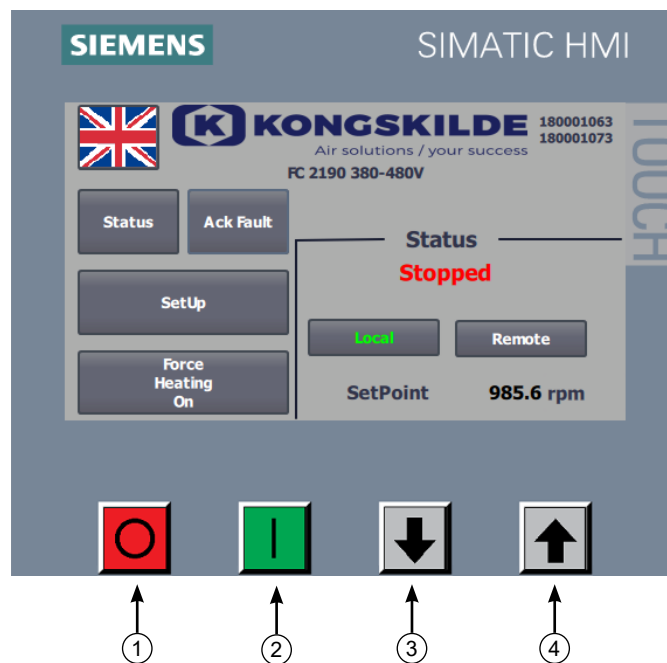 SIEMENS
SIMATIC HMI
TOUCH
K KONGSKILDE
Air solutions / your success
180001063
180001073
FC 2190 380-480V
Status
Ack Fault
SetUp
Force
Heating
On
Status
Stopped
Local
Remote
SetPoint 985.6 rpm
1
2
3
4